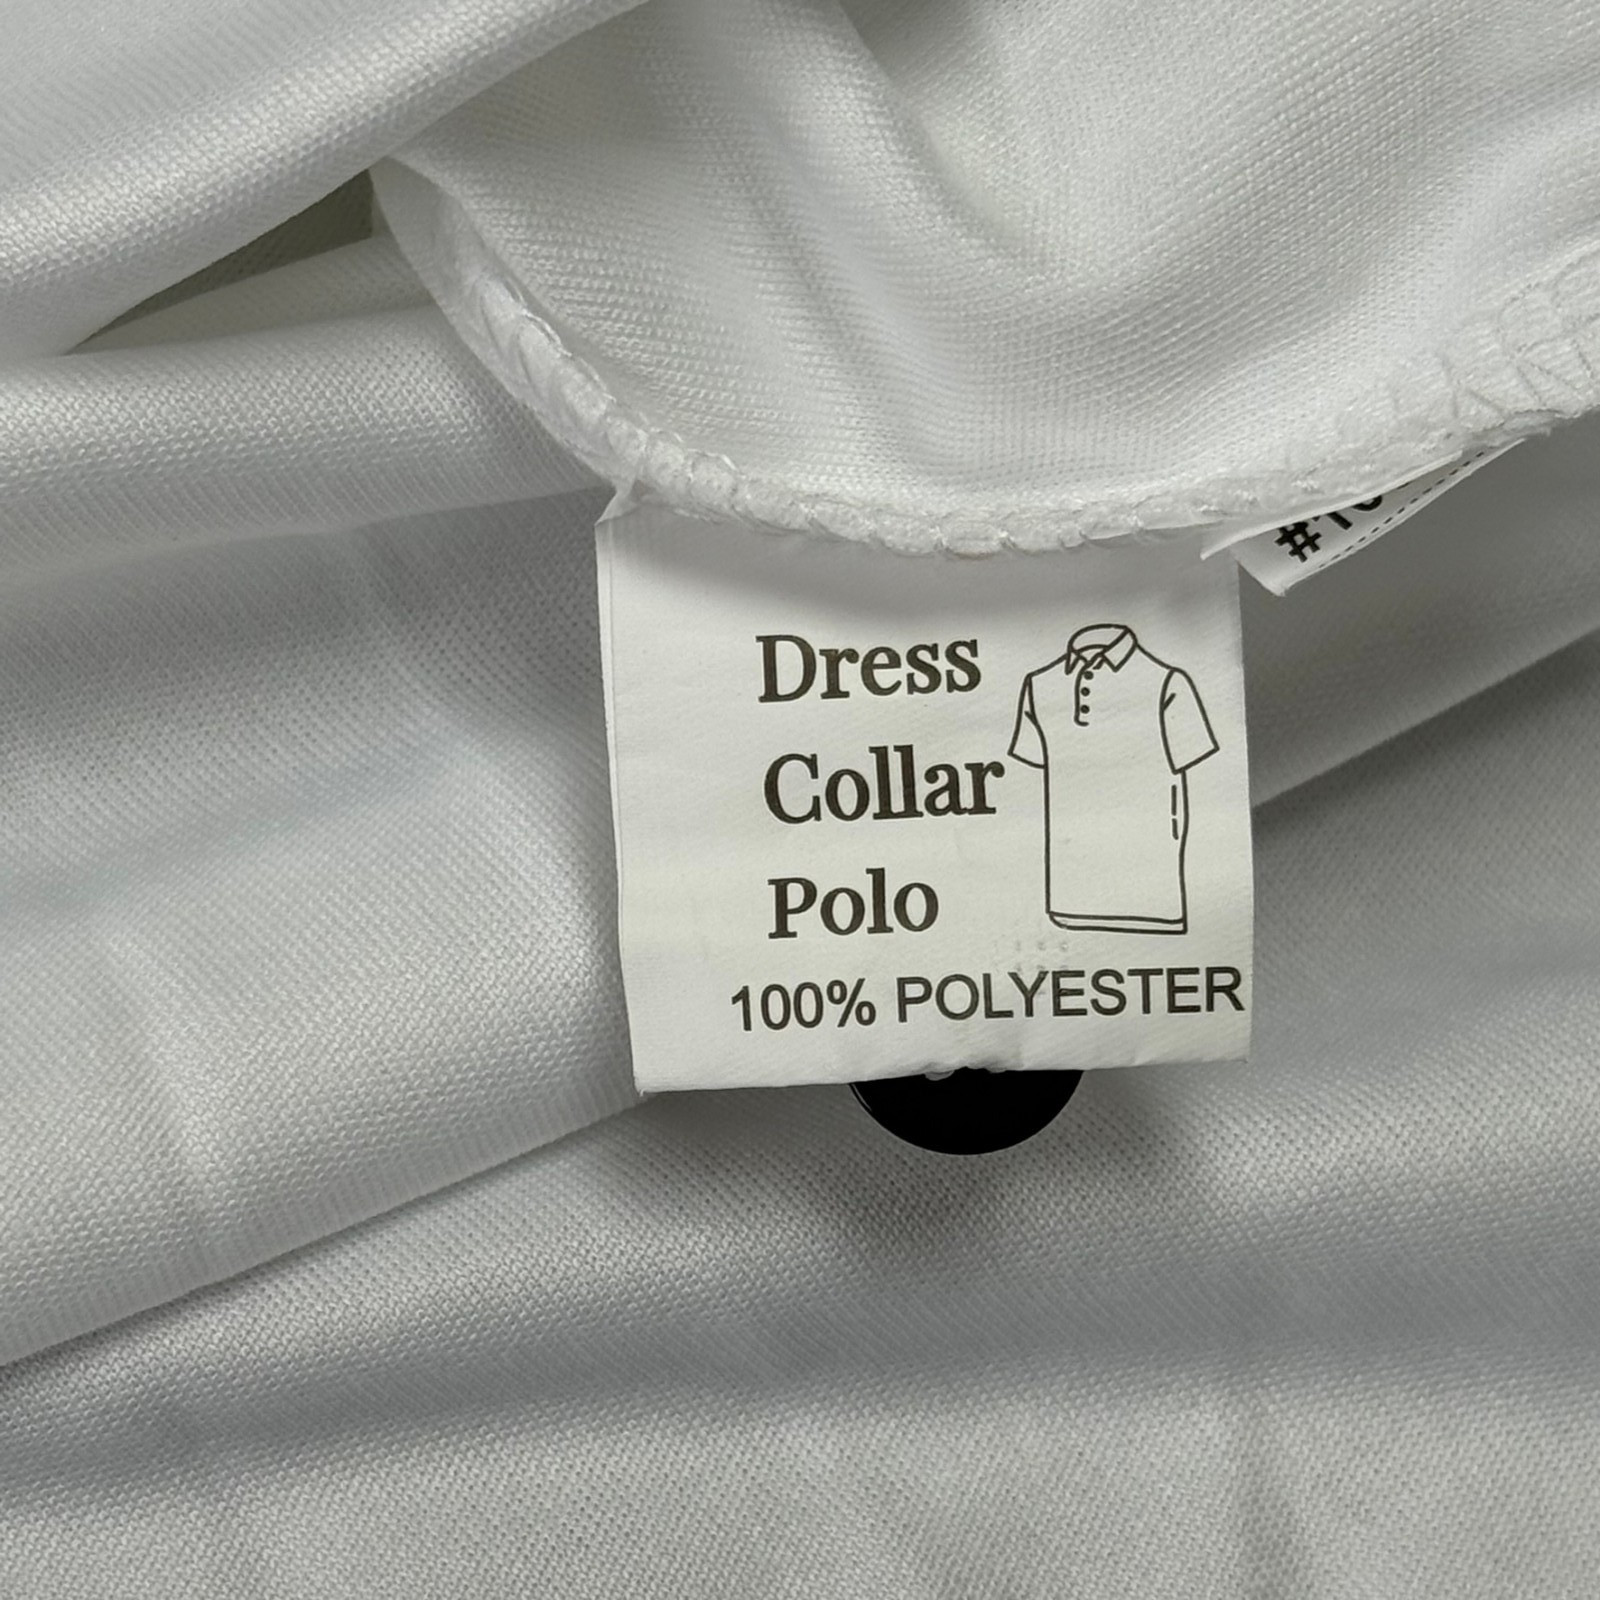 Dress
Collar
Polo
100% POLYESTER